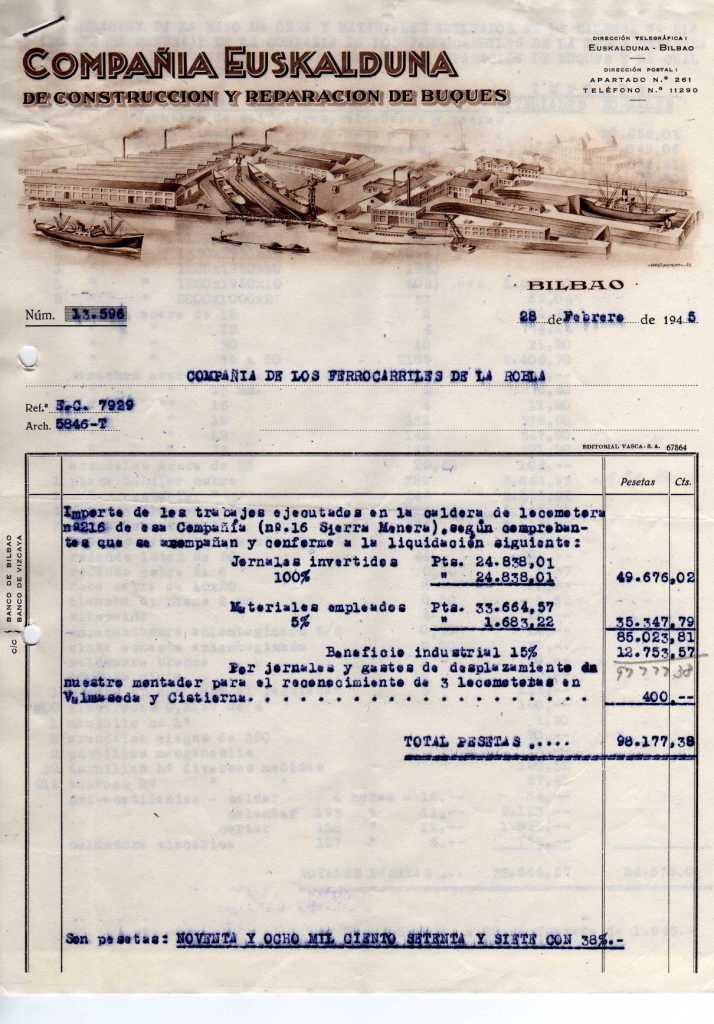 COMPAÑIA EUSKALDUNA
DE CONSTRUCCION Y REPARACION DE BUQUES
DIRECCIÓN TELEGRÁFICA:
EUSKALDUNA - BILBAO
DIRECCIÓN POSTAL:
APARTADO N.º 261
TELÉFONO N.º 11290
BILBAO
Núm. 13.596
28 de Febrero de 1945
COMPAÑIA DE LOS FERROCARRILES DE LA ROBLA
Ref.ª E.C. 7929
Arch. 5846-T
EDITORIAL VASCA - S. A. 67864
Pesetas Cts.
Importe de los trabajos ejecutados en la caldera de locomotora
nº216 de esa Compañía (nº.16 Sierra Menera), según comproban-
tes que se acompañan y conforme a la liquidación siguiente:
Jornales invertidos Pts. 24.838,01
100% " 24.838,01 49.676,02
Materiales empleados Pts. 33.664,57
5% " 1.683,22 35.347,79
85.023,81
Beneficio industrial 15% 12.753,57
97777 38
Por jornales y gastos de desplazamiento de
nuestro montador para el reconocimiento de 3 locomotoras en
Valmaseda y Cistierna. . . . . . . . . . . . . . . . . . 400,--
TOTAL PESETAS ..... 98.177,38
Son pesetas: NOVENTA Y OCHO MIL CIENTO SETENTA Y SIETE CON 38%.-
c/c
BANCO DE BILBAO
BANCO DE VIZCAYA